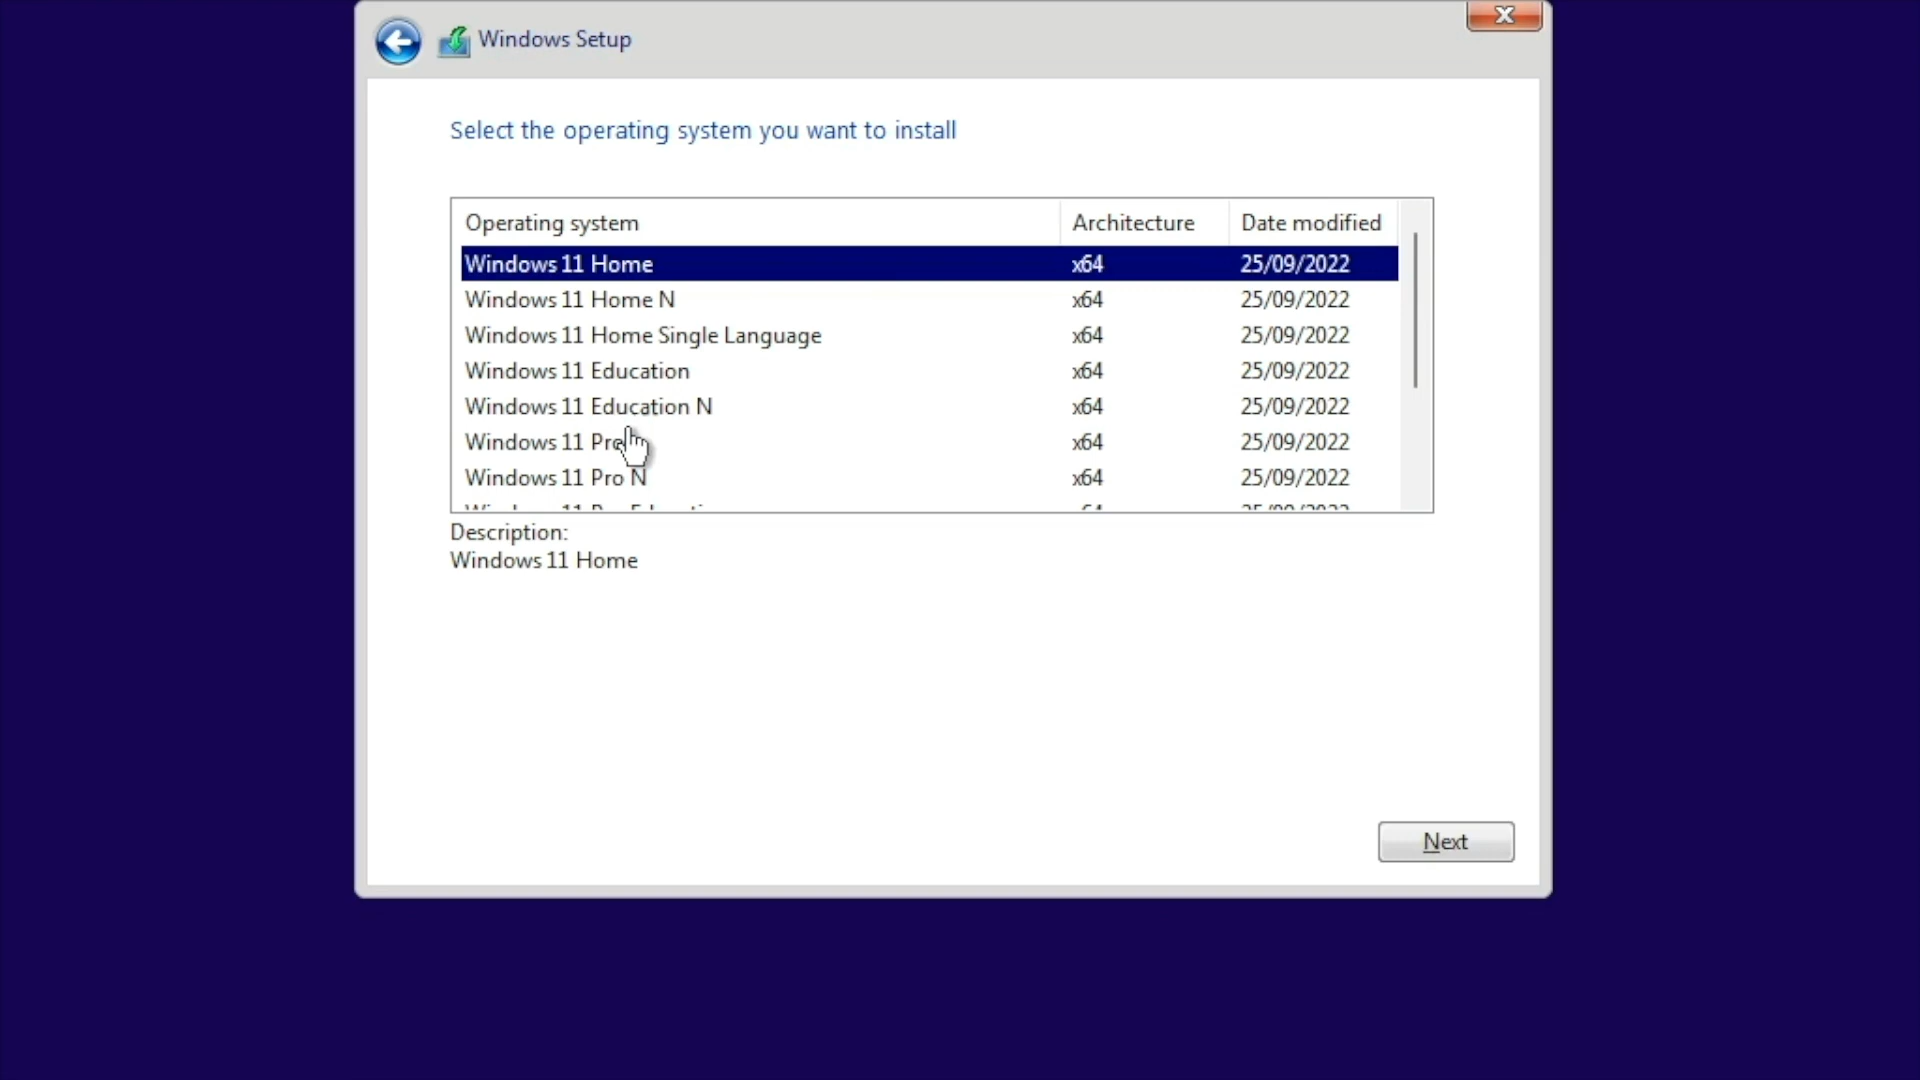 Windows Setup
X
Select the operating system you want to install
Operating system Architecture Date modified
Windows 11 Home x64 25/09/2022
Windows 11 Home N x64 25/09/2022
Windows 11 Home Single Language x64 25/09/2022
Windows 11 Education x64 25/09/2022
Windows 11 Education N x64 25/09/2022
Windows 11 Pro x64 25/09/2022
Windows 11 Pro N x64 25/09/2022
Description:
Windows 11 Home
Next